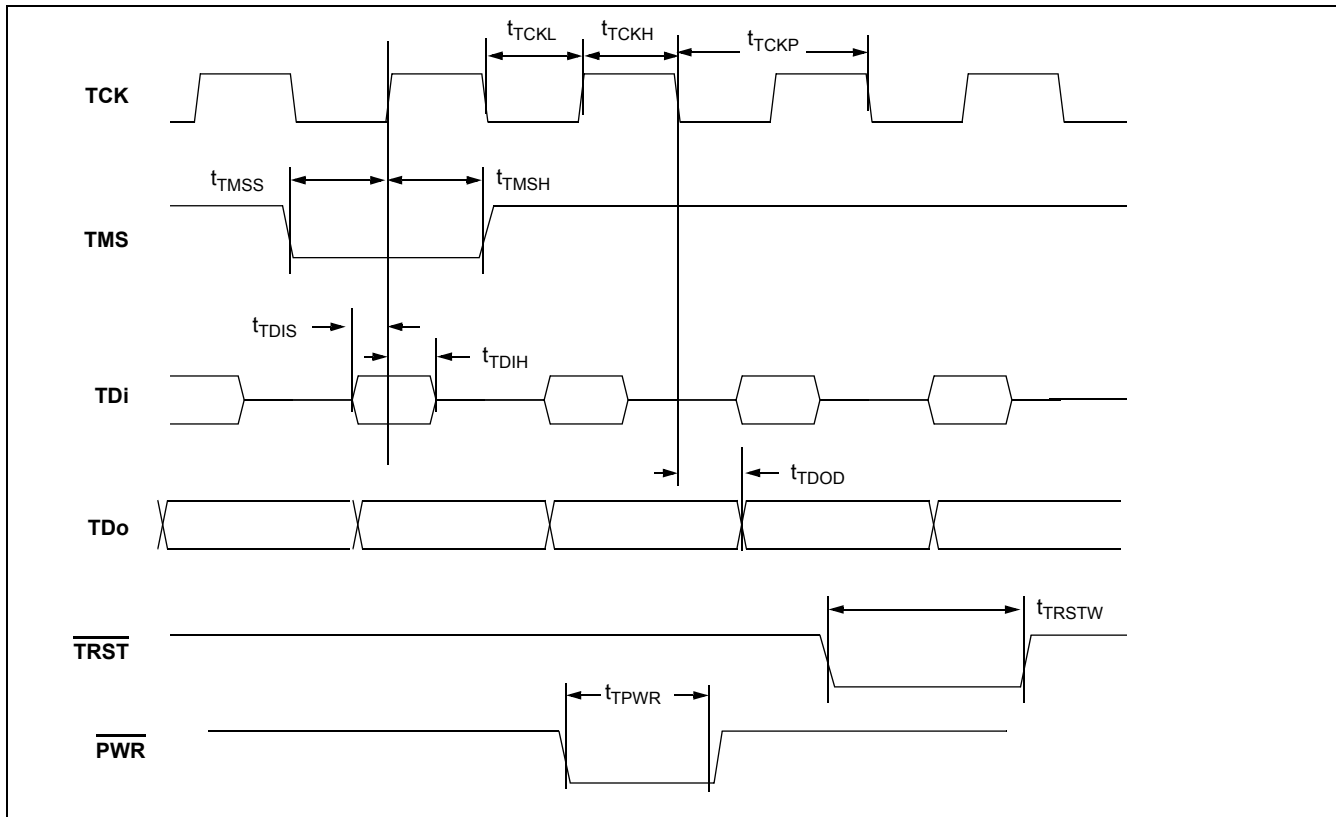 tTCKL
tTCKH
tTCKP
TCK
tTMSS
tTMSH
TMS
tTDIS
tTDIH
TDi
tTDOD
TDo
tTRSTW
TRST
tTPWR
PWR